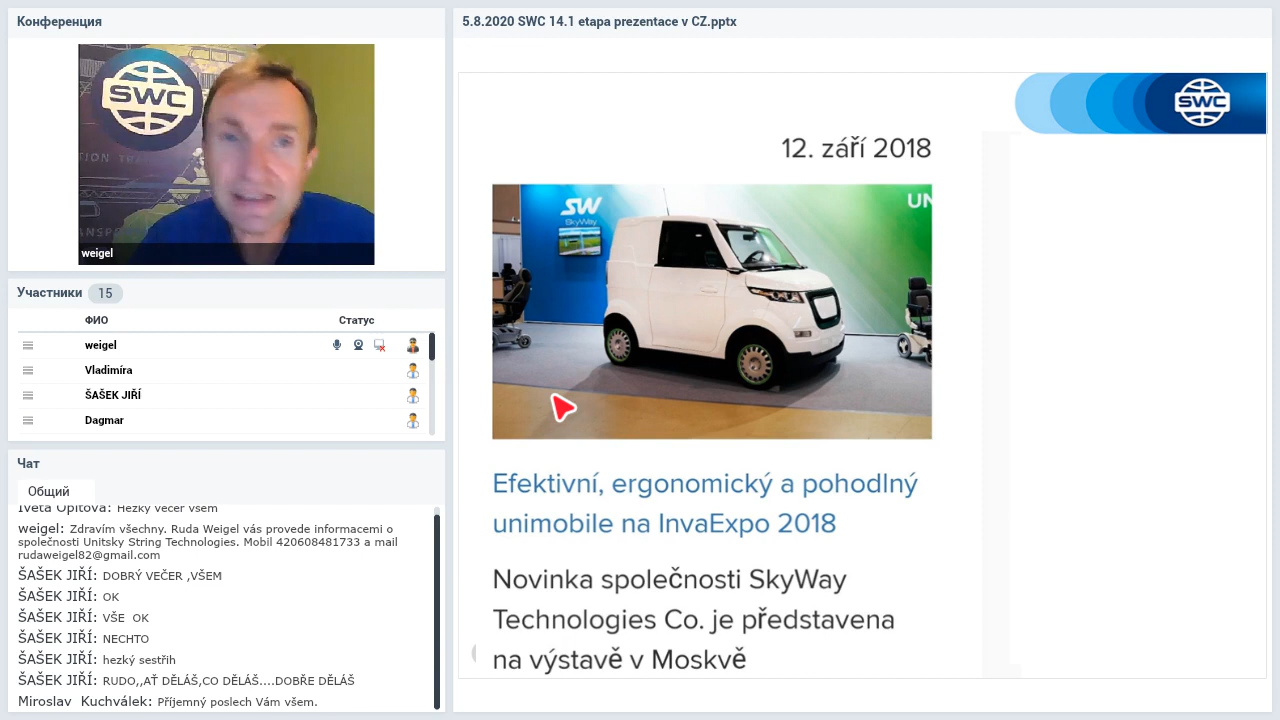 Конференция
SWC
weigel
Участники 15
ФИО Статус
weigel
Vladimíra
ŠAŠEK JIŘÍ
Dagmar
Чат
Общий
Iveta Opitova: Hezky vecer vsem
weigel: Zdravím všechny. Ruda Weigel vás provede informacemi o
společnosti Unitsky String Technologies. Mobil 420608481733 a mail
rudaweigel82@gmail.com
ŠAŠEK JIŘÍ: DOBRÝ VEČER ,VŠEM
ŠAŠEK JIŘÍ: OK
ŠAŠEK JIŘÍ: VŠE OK
ŠAŠEK JIŘÍ: NECHTO
ŠAŠEK JIŘÍ: hezký sestřih
ŠAŠEK JIŘÍ: RUDO,,AŤ DĚLÁŠ,CO DĚLÁŠ....DOBŘE DĚLÁŠ
Miroslav Kuchválek: Příjemný poslech Vám všem.
5.8.2020 SWC 14.1 etapa prezentace v CZ.pptx
SWC
12. září 2018
SW
SkyWay
UN
Efektivní, ergonomický a pohodlný
unimobile na InvaExpo 2018
Novinka společnosti SkyWay
Technologies Co. je představena
na výstavě v Moskvě